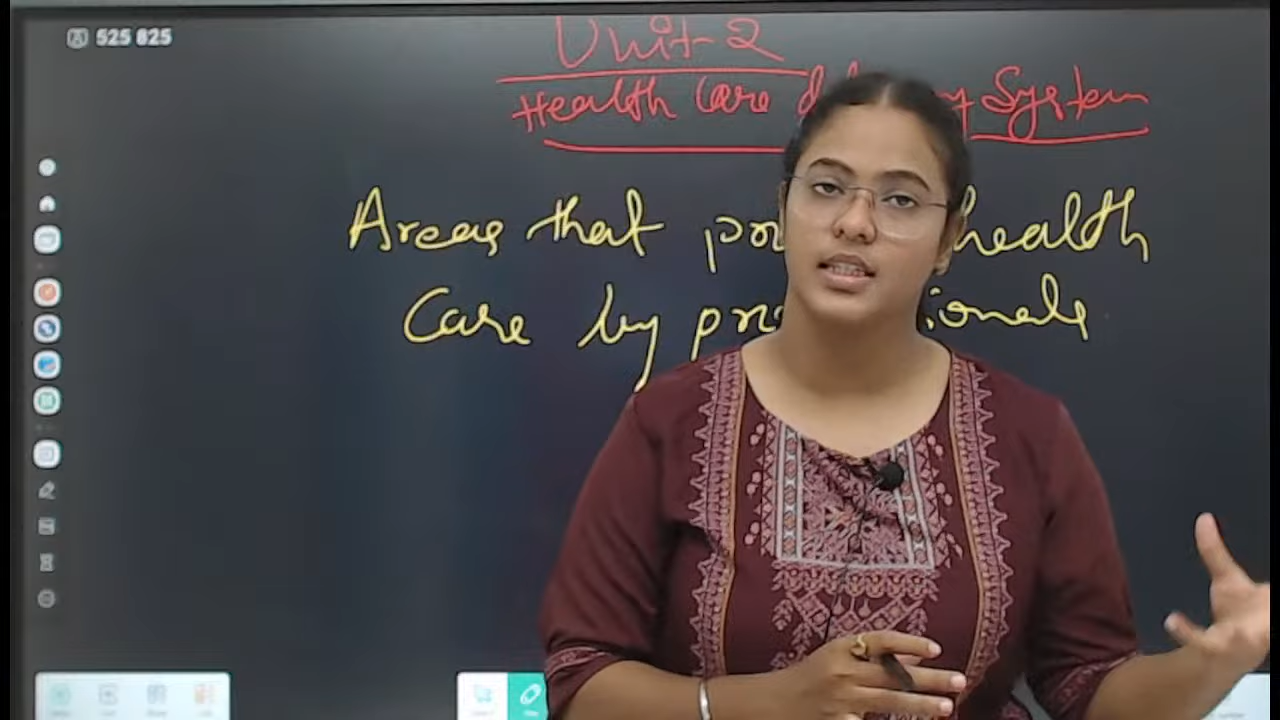 525 825
Unit-2
Health Care System
Areas that health
Care by